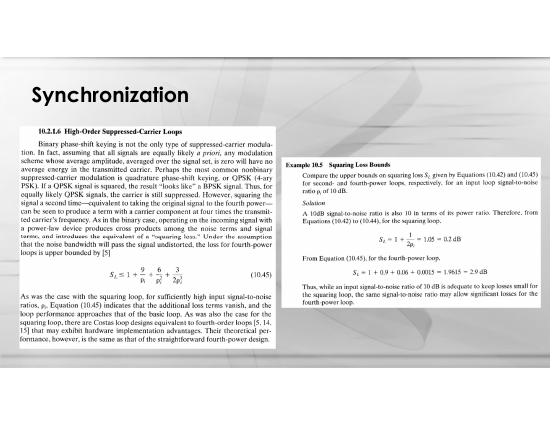 Synchronization
10.2.1.6 High-Order Suppressed-Carrier Loops
Binary phase-shift keying is not the only type of suppressed-carrier modula-
tion. In fact, assuming that all signals are equally likely a priori, any modulation
scheme whose average amplitude, averaged over the signal set, is zero will have no
average energy in the transmitted carrier. Perhaps the most common nonbinary
suppressed-carrier modulation is quadrature phase-shift keying, or QPSK (4-ary
PSK). If a QPSK signal is squared, the result "looks like" a BPSK signal. Thus, for
equally likely QPSK signals, the carrier is still suppressed. However, squaring the
signal a second time—equivalent to taking the original signal to the fourth power—
can be seen to produce a term with a carrier component at four times the transmit-
ted carrier's frequency. As in the binary case, operating on the incoming signal with
a power-law device produces cross products among the noise terms and signal
terms, and introduces the equivalent of a "squaring loss." Under the assumption
that the noise bandwidth will pass the signal undistorted, the loss for fourth-power
loops is upper bounded by [5]
S_L ≤ 1 + 9/ρ_i + 6/ρ_i² + 3/2ρ_i³ (10.45)
As was the case with the squaring loop, for sufficiently high input signal-to-noise
ratios, ρ_i, Equation (10.45) indicates that the additional loss terms vanish, and the
loop performance approaches that of the basic loop. As was also the case for the
squaring loop, there are Costas loop designs equivalent to fourth-order loops [5, 14,
15] that may exhibit hardware implementation advantages. Their theoretical per-
formance, however, is the same as that of the straightforward fourth-power design.
Example 10.5 Squaring Loss Bounds
Compare the upper bounds on squaring loss S_L given by Equations (10.42) and (10.45)
for second- and fourth-power loops, respectively, for an input loop signal-to-noise
ratio ρ_i of 10 dB.
Solution
A 10dB signal-to-noise ratio is also 10 in terms of its power ratio. Therefore, from
Equations (10.42) to (10.44), for the squaring loop.
S_L = 1 + 1/2ρ_i = 1.05 = 0.2 dB
From Equation (10.45), for the fourth-power loop.
S_L = 1 + 0.9 + 0.06 + 0.0015 = 1.9615 = 2.9 dB
Thus, while an input signal-to-noise ratio of 10 dB is adequate to keep losses small for
the squaring loop, the same signal-to-noise ratio may allow significant losses for the
fourth-power loop.